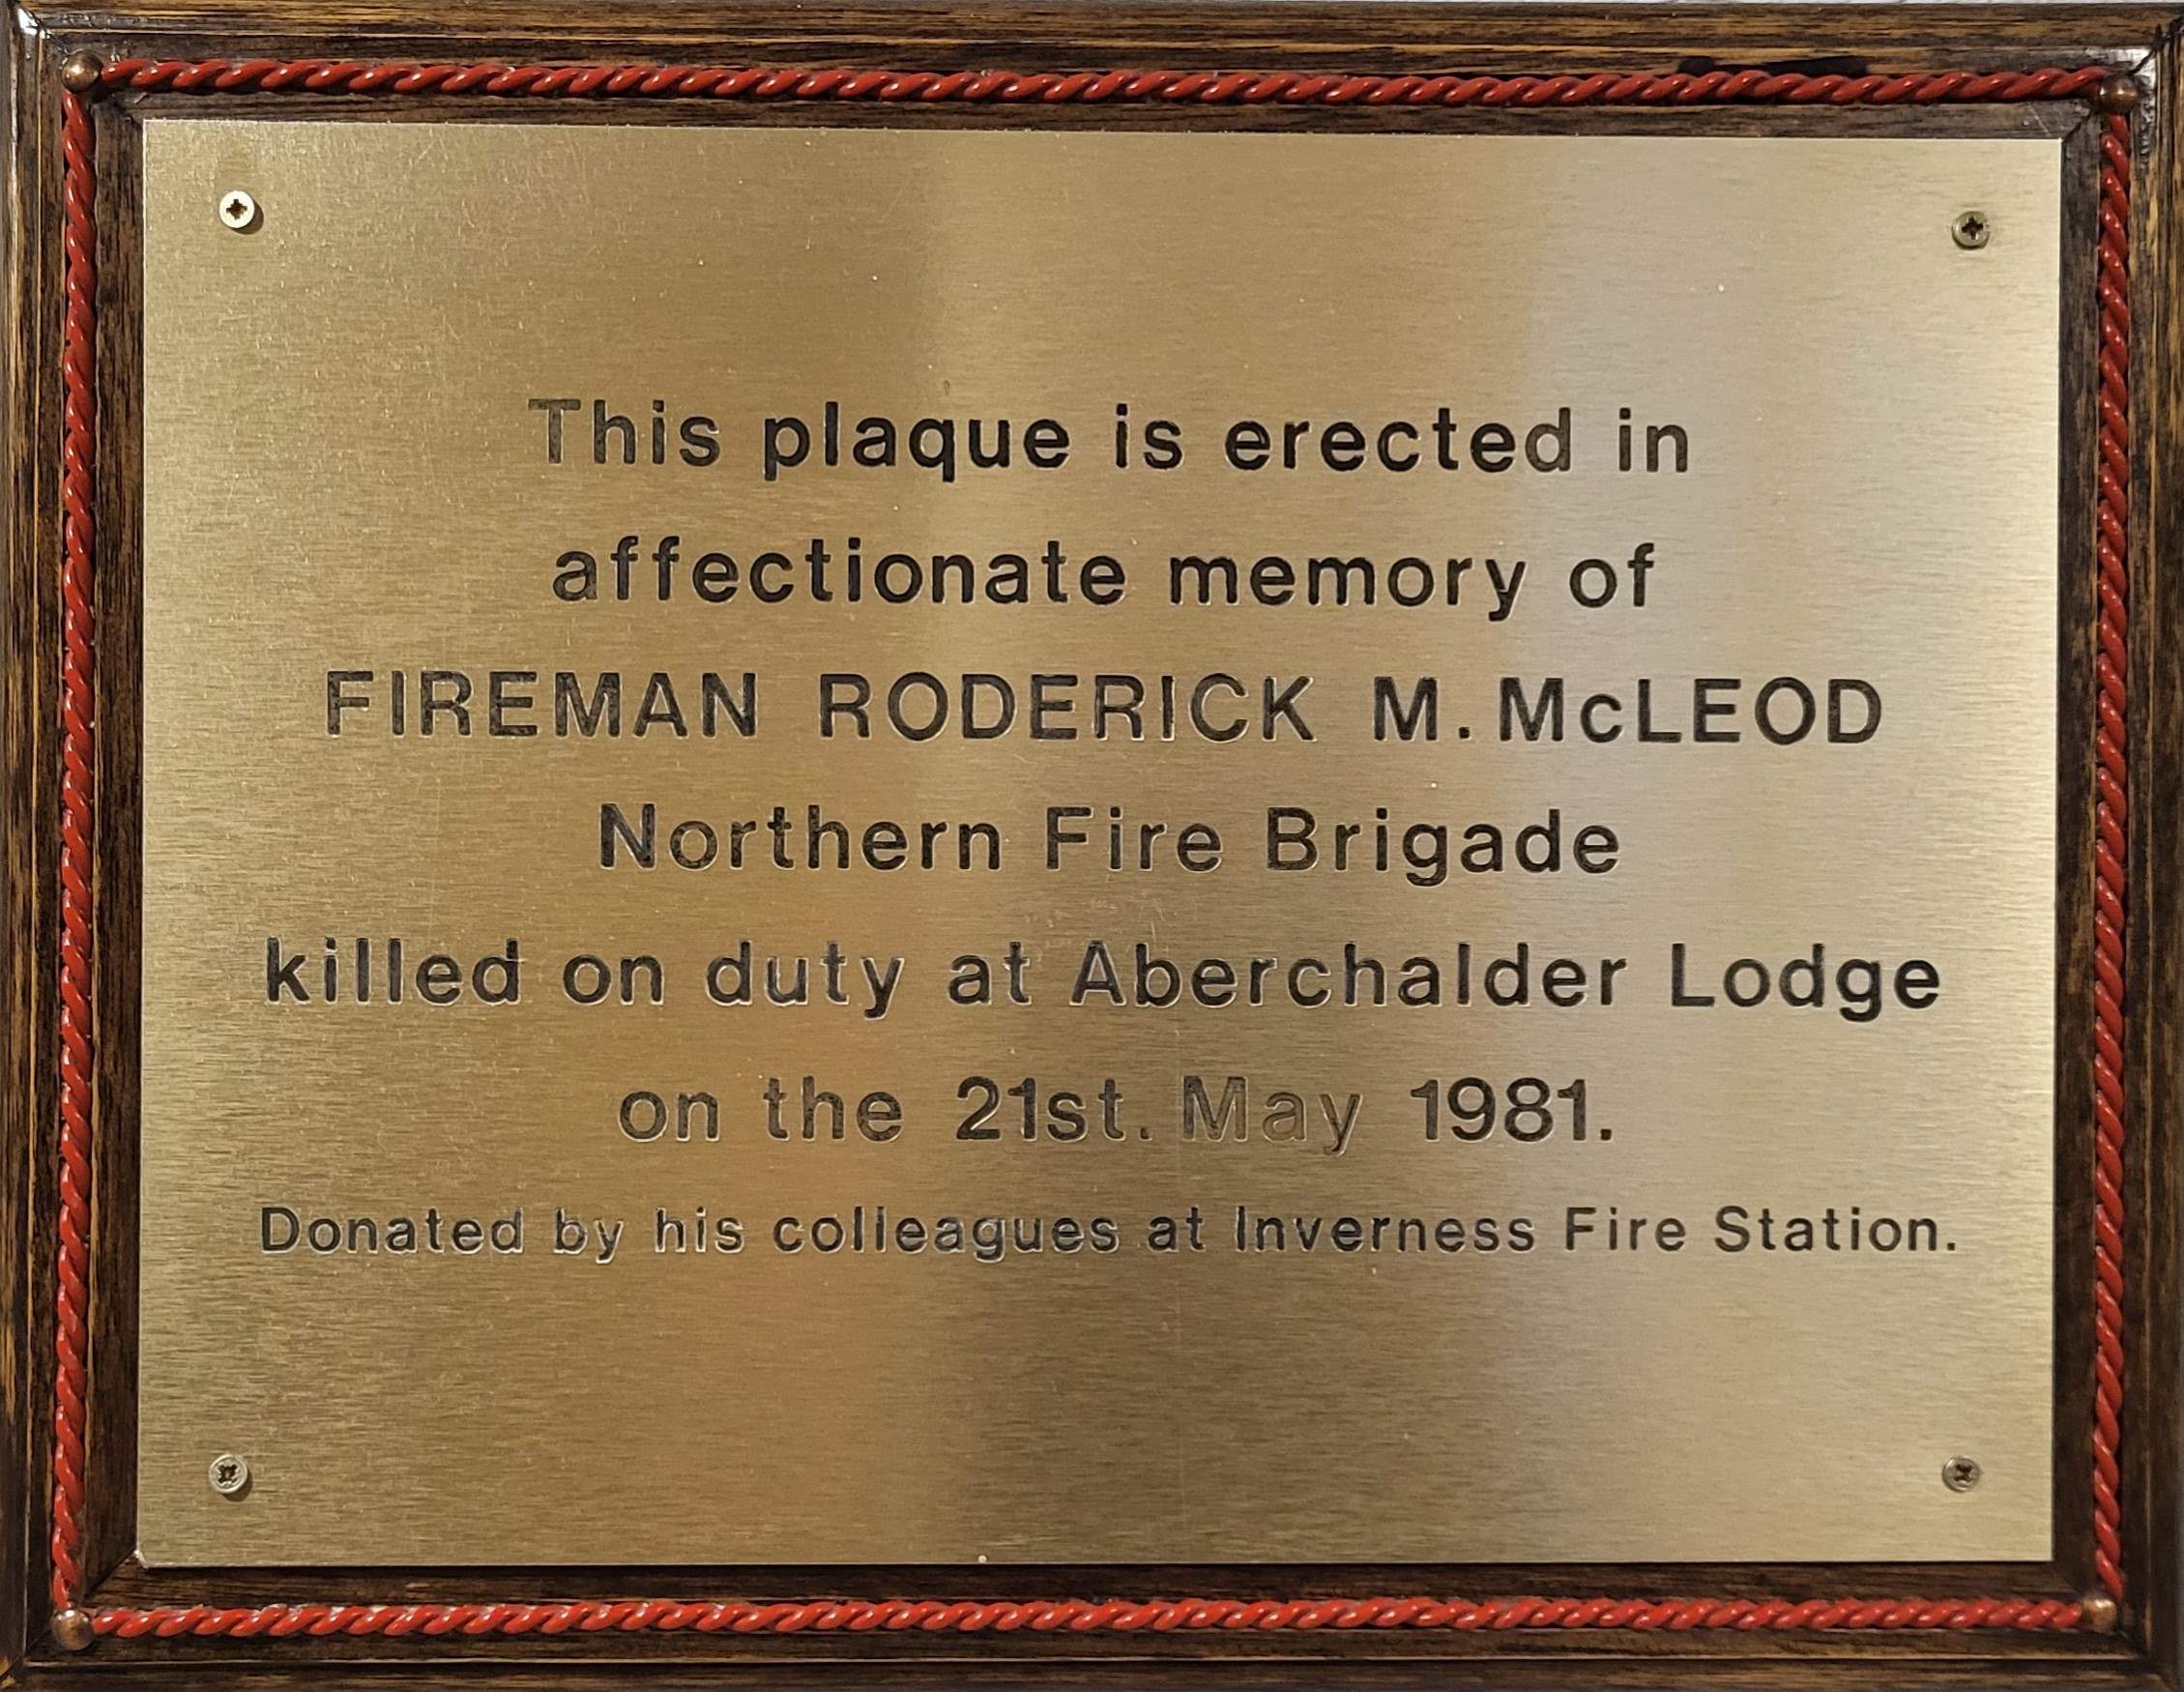 This plaque is erected in
affectionate memory of
FIREMAN RODERICK M. McLEOD
Northern Fire Brigade
killed on duty at Aberchalder Lodge
on the 21st. May 1981.
Donated by his colleagues at Inverness Fire Station.